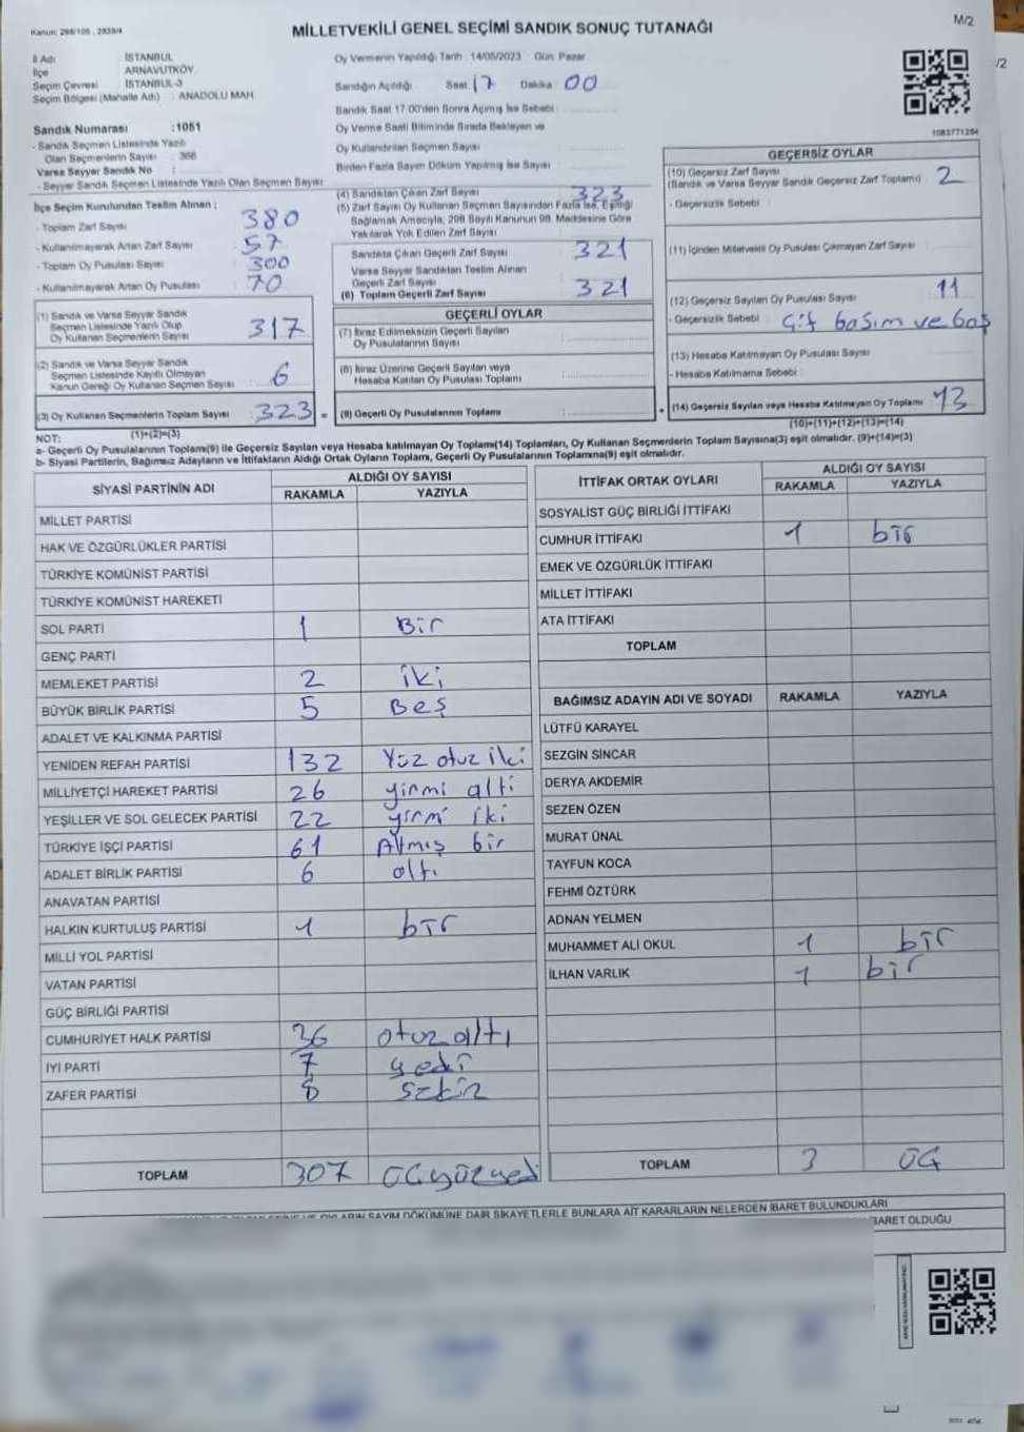 Kanun: 298/105 , 2839/4
MİLLETVEKİLİ GENEL SEÇİMİ SANDIK SONUÇ TUTANAĞI
M/2
/2
İl Adı : İSTANBUL
İlçe : ARNAVUTKÖY
Seçim Çevresi : İSTANBUL-3
Seçim Bölgesi (Mahalle Adı) : ANADOLU MAH.
Oy Vermenin Yapıldığı Tarih : 14/05/2023 Gün: Pazar
Sandığın Açıldığı Saat: 17 Dakika: 00
Sandık Saat 17.00'den Sonra Açılmış İse Sebebi :
Oy Verme Saati Bitiminde Sırada Bekleyen ve
Oy Kullandırılan Seçmen Sayısı :
Birden Fazla Sayım Döküm Yapılmış İse Sayısı :
Sandık Numarası :1051
- Sandık Seçmen Listesinde Yazılı
Olan Seçmenlerin Sayısı : 366
Varsa Seyyar Sandık No :
- Seyyar Sandık Seçmen Listesinde Yazılı Olan Seçmen Sayısı
İlçe Seçim Kurulundan Teslim Alınan ;
- Toplam Zarf Sayısı : 380
- Kullanılmayarak Artan Zarf Sayısı : 57
- Toplam Oy Pusulası Sayısı : 300
- Kullanılmayarak Artan Oy Pusulası : 70
(1) Sandık ve Varsa Seyyar Sandık
Seçmen Listesinde Yazılı Olup
Oy Kullanan Seçmenlerin Sayısı : 317
(2) Sandık ve Varsa Seyyar Sandık
Seçmen Listesinde Kayıtlı Olmayan
Kanun Gereği Oy Kullanan Seçmen Sayısı : 6
(3) Oy Kullanan Seçmenlerin Toplam Sayısı : 323
(1)+(2)=(3)
(4) Sandıktan Çıkan Zarf Sayısı : 323
(5) Zarf Sayısı Oy Kullanan Seçmen Sayısından Fazla İse, Eşitliği
Sağlamak Amacıyla, 298 Sayılı Kanunun 98. Maddesine Göre
Yakılarak Yok Edilen Zarf Sayısı
Sandıkta Çıkan Geçerli Zarf Sayısı : 321
Varsa Seyyar Sandıktan Teslim Alınan
Geçerli Zarf Sayısı
(6) Toplam Geçerli Zarf Sayısı : 321
GEÇERLİ OYLAR
(7) İtiraz Edilmeksizin Geçerli Sayılan
Oy Pusulalarının Sayısı
(8) İtiraz Üzerine Geçerli Sayılan veya
Hesaba Katılan Oy Pusulası Toplamı
= (9) Geçerli Oy Pusulalarının Toplamı
1083771254
GEÇERSİZ OYLAR
(10) Geçersiz Zarf Sayısı : 2
(Sandık ve Varsa Seyyar Sandık Geçersiz Zarf Toplamı)
- Geçersizlik Sebebi :
(11) İçinden Milletvekili Oy Pusulası Çıkmayan Zarf Sayısı
(12) Geçersiz Sayılan Oy Pusulası Sayısı : 11
- Geçersizlik Sebebi : Çift basım ve boş
(13) Hesaba Katılmayan Oy Pusulası Sayısı
- Hesaba Katılmama Sebebi :
+ (14) Geçersiz Sayılan veya Hesaba Katılmayan Oy Toplamı 13
(10)+(11)+(12)+(13)=(14)
NOT:
a- Geçerli Oy Pusulalarının Toplamı(9) ile Geçersiz Sayılan veya Hesaba katılmayan Oy Toplamı(14) Toplamları, Oy Kullanan Seçmenlerin Toplam Sayısına(3) eşit olmalıdır. (9)+(14)=(3)
b- Siyasi Partilerin, Bağımsız Adayların ve İttifakların Aldığı Ortak Oyların Toplamı, Geçerli Oy Pusulalarının Toplamına(9) eşit olmalıdır.
SİYASİ PARTİNİN ADI ALDIĞI OY SAYISI
RAKAMLA YAZIYLA
MİLLET PARTİSİ
HAK VE ÖZGÜRLÜKLER PARTİSİ
TÜRKİYE KOMÜNİST PARTİSİ
TÜRKİYE KOMÜNİST HAREKETİ
SOL PARTİ 1 Bir
GENÇ PARTİ
MEMLEKET PARTİSİ 2 iki
BÜYÜK BİRLİK PARTİSİ 5 Beş
ADALET VE KALKINMA PARTİSİ
YENİDEN REFAH PARTİSİ 132 Yüz otuz iki
MİLLİYETÇİ HAREKET PARTİSİ 26 yirmi altı
YEŞİLLER VE SOL GELECEK PARTİSİ 22 yirmi iki
TÜRKİYE İŞÇİ PARTİSİ 61 Atmış bir
ADALET BİRLİK PARTİSİ 6 altı
ANAVATAN PARTİSİ
HALKIN KURTULUŞ PARTİSİ 1 bir
MİLLİ YOL PARTİSİ
VATAN PARTİSİ
GÜÇ BİRLİĞİ PARTİSİ
CUMHURİYET HALK PARTİSİ 36 otuz altı
İYİ PARTİ 7 yedi
ZAFER PARTİSİ 8 sekiz
TOPLAM 307 üçyüzyedi
İTTİFAK ORTAK OYLARI ALDIĞI OY SAYISI
RAKAMLA YAZIYLA
SOSYALİST GÜÇ BİRLİĞİ İTTİFAKI
CUMHUR İTTİFAKI 1 bir
EMEK VE ÖZGÜRLÜK İTTİFAKI
MİLLET İTTİFAKI
ATA İTTİFAKI
TOPLAM
BAĞIMSIZ ADAYIN ADI VE SOYADI RAKAMLA YAZIYLA
LÜTFÜ KARAYEL
SEZGİN SİNCAR
DERYA AKDEMİR
SEZEN ÖZEN
MURAT ÜNAL
TAYFUN KOCA
FEHMİ ÖZTÜRK
ADNAN YELMEN
MUHAMMET ALİ OKUL 1 bir
İLHAN VARLIK 1 bir
TOPLAM 3 üç
SAYIM DÖKÜMÜNE DAİR ŞİKAYETLERLE BUNLARA AİT KARARLARIN NELERDEN İBARET BULUNDUKLARI
BARET OLDUĞU